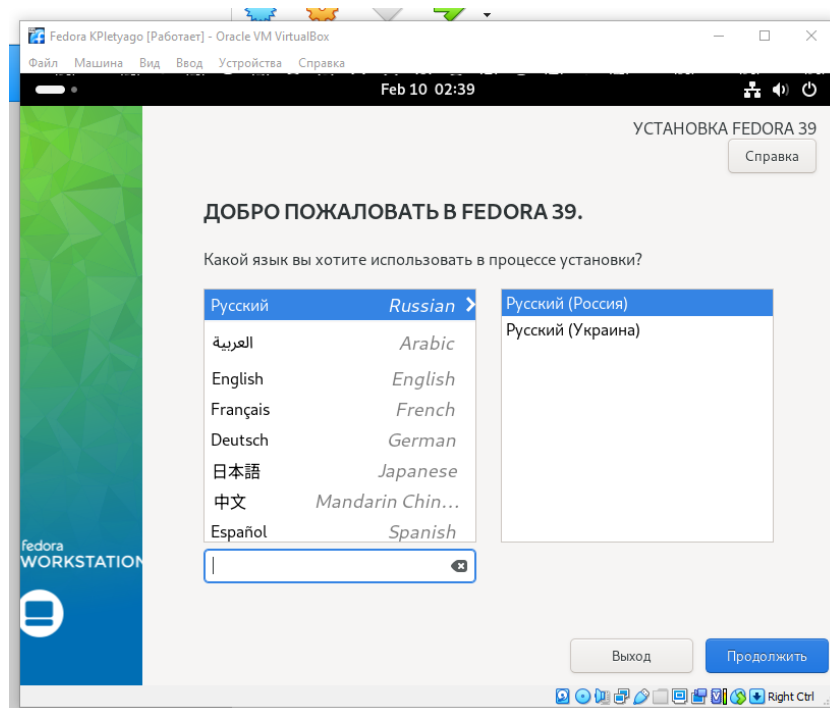 Fedora KPletyago [Работает] - Oracle VM VirtualBox
Файл Машина Вид Ввод Устройства Справка
Feb 10 02:39
УСТАНОВКА FEDORA 39
Справка
ДОБРО ПОЖАЛОВАТЬ В FEDORA 39.
Какой язык вы хотите использовать в процессе установки?
Русский Russian
Русский (Россия)
العربية Arabic
Русский (Украина)
English English
Français French
Deutsch German
日本語 Japanese
中文 Mandarin Chin...
Español Spanish
fedora
WORKSTATION
Выход Продолжить
Right Ctrl